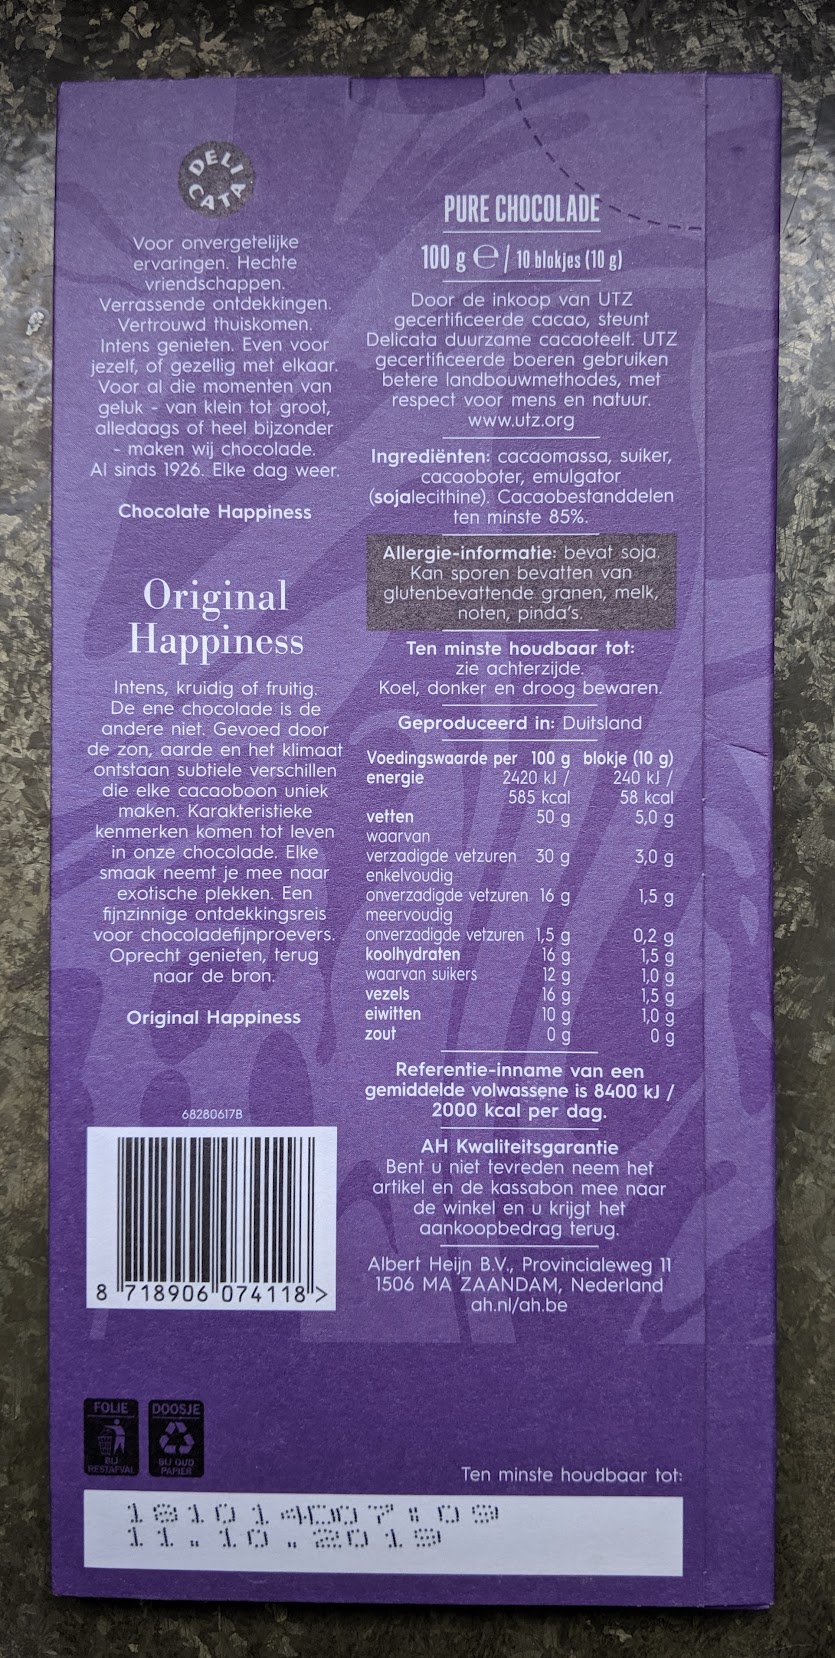 DELI
CATA
Voor onvergetelijke
ervaringen. Hechte
vriendschappen.
Verrassende ontdekkingen.
Vertrouwd thuiskomen.
Intens genieten. Even voor
jezelf, of gezellig met elkaar.
Voor al die momenten van
geluk - van klein tot groot,
alledaags of heel bijzonder
- maken wij chocolade.
Al sinds 1926. Elke dag weer.
Chocolate Happiness
Original
Happiness
Intens, kruidig of fruitig.
De ene chocolade is de
andere niet. Gevoed door
de zon, aarde en het klimaat
ontstaan subtiele verschillen
die elke cacaoboon uniek
maken. Karakteristieke
kenmerken komen tot leven
in onze chocolade. Elke
smaak neemt je mee naar
exotische plekken. Een
fijnzinnige ontdekkingsreis
voor chocoladefijnproevers.
Oprecht genieten, terug
naar de bron.
Original Happiness
68280617B
8 718906 074118 >
PURE CHOCOLADE
100 g ℮ / 10 blokjes (10 g)
Door de inkoop van UTZ
gecertificeerde cacao, steunt
Delicata duurzame cacaoteelt. UTZ
gecertificeerde boeren gebruiken
betere landbouwmethodes, met
respect voor mens en natuur.
www.utz.org
Ingrediënten: cacaomassa, suiker,
cacaoboter, emulgator
(sojalecithine). Cacaobestanddelen
ten minste 85%.
Allergie-informatie: bevat soja.
Kan sporen bevatten van
glutenbevattende granen, melk,
noten, pinda's.
Ten minste houdbaar tot:
zie achterzijde.
Koel, donker en droog bewaren.
Geproduceerd in: Duitsland
Voedingswaarde per 100 g blokje (10 g)
energie 2420 kJ / 240 kJ /
585 kcal 58 kcal
vetten 50 g 5,0 g
waarvan
verzadigde vetzuren 30 g 3,0 g
enkelvoudig
onverzadigde vetzuren 16 g 1,5 g
meervoudig
onverzadigde vetzuren 1,5 g 0,2 g
koolhydraten 16 g 1,5 g
waarvan suikers 12 g 1,0 g
vezels 16 g 1,5 g
eiwitten 10 g 1,0 g
zout 0 g 0 g
Referentie-inname van een
gemiddelde volwassene is 8400 kJ /
2000 kcal per dag.
AH Kwaliteitsgarantie
Bent u niet tevreden neem het
artikel en de kassabon mee naar
de winkel en u krijgt het
aankoopbedrag terug.
Albert Heijn B.V., Provincialeweg 11
1506 MA ZAANDAM, Nederland
ah.nl/ah.be
FOLIE
BIJ
RESTAFVAL
DOOSJE
BIJ OUD
PAPIER
Ten minste houdbaar tot:
11.10.2019